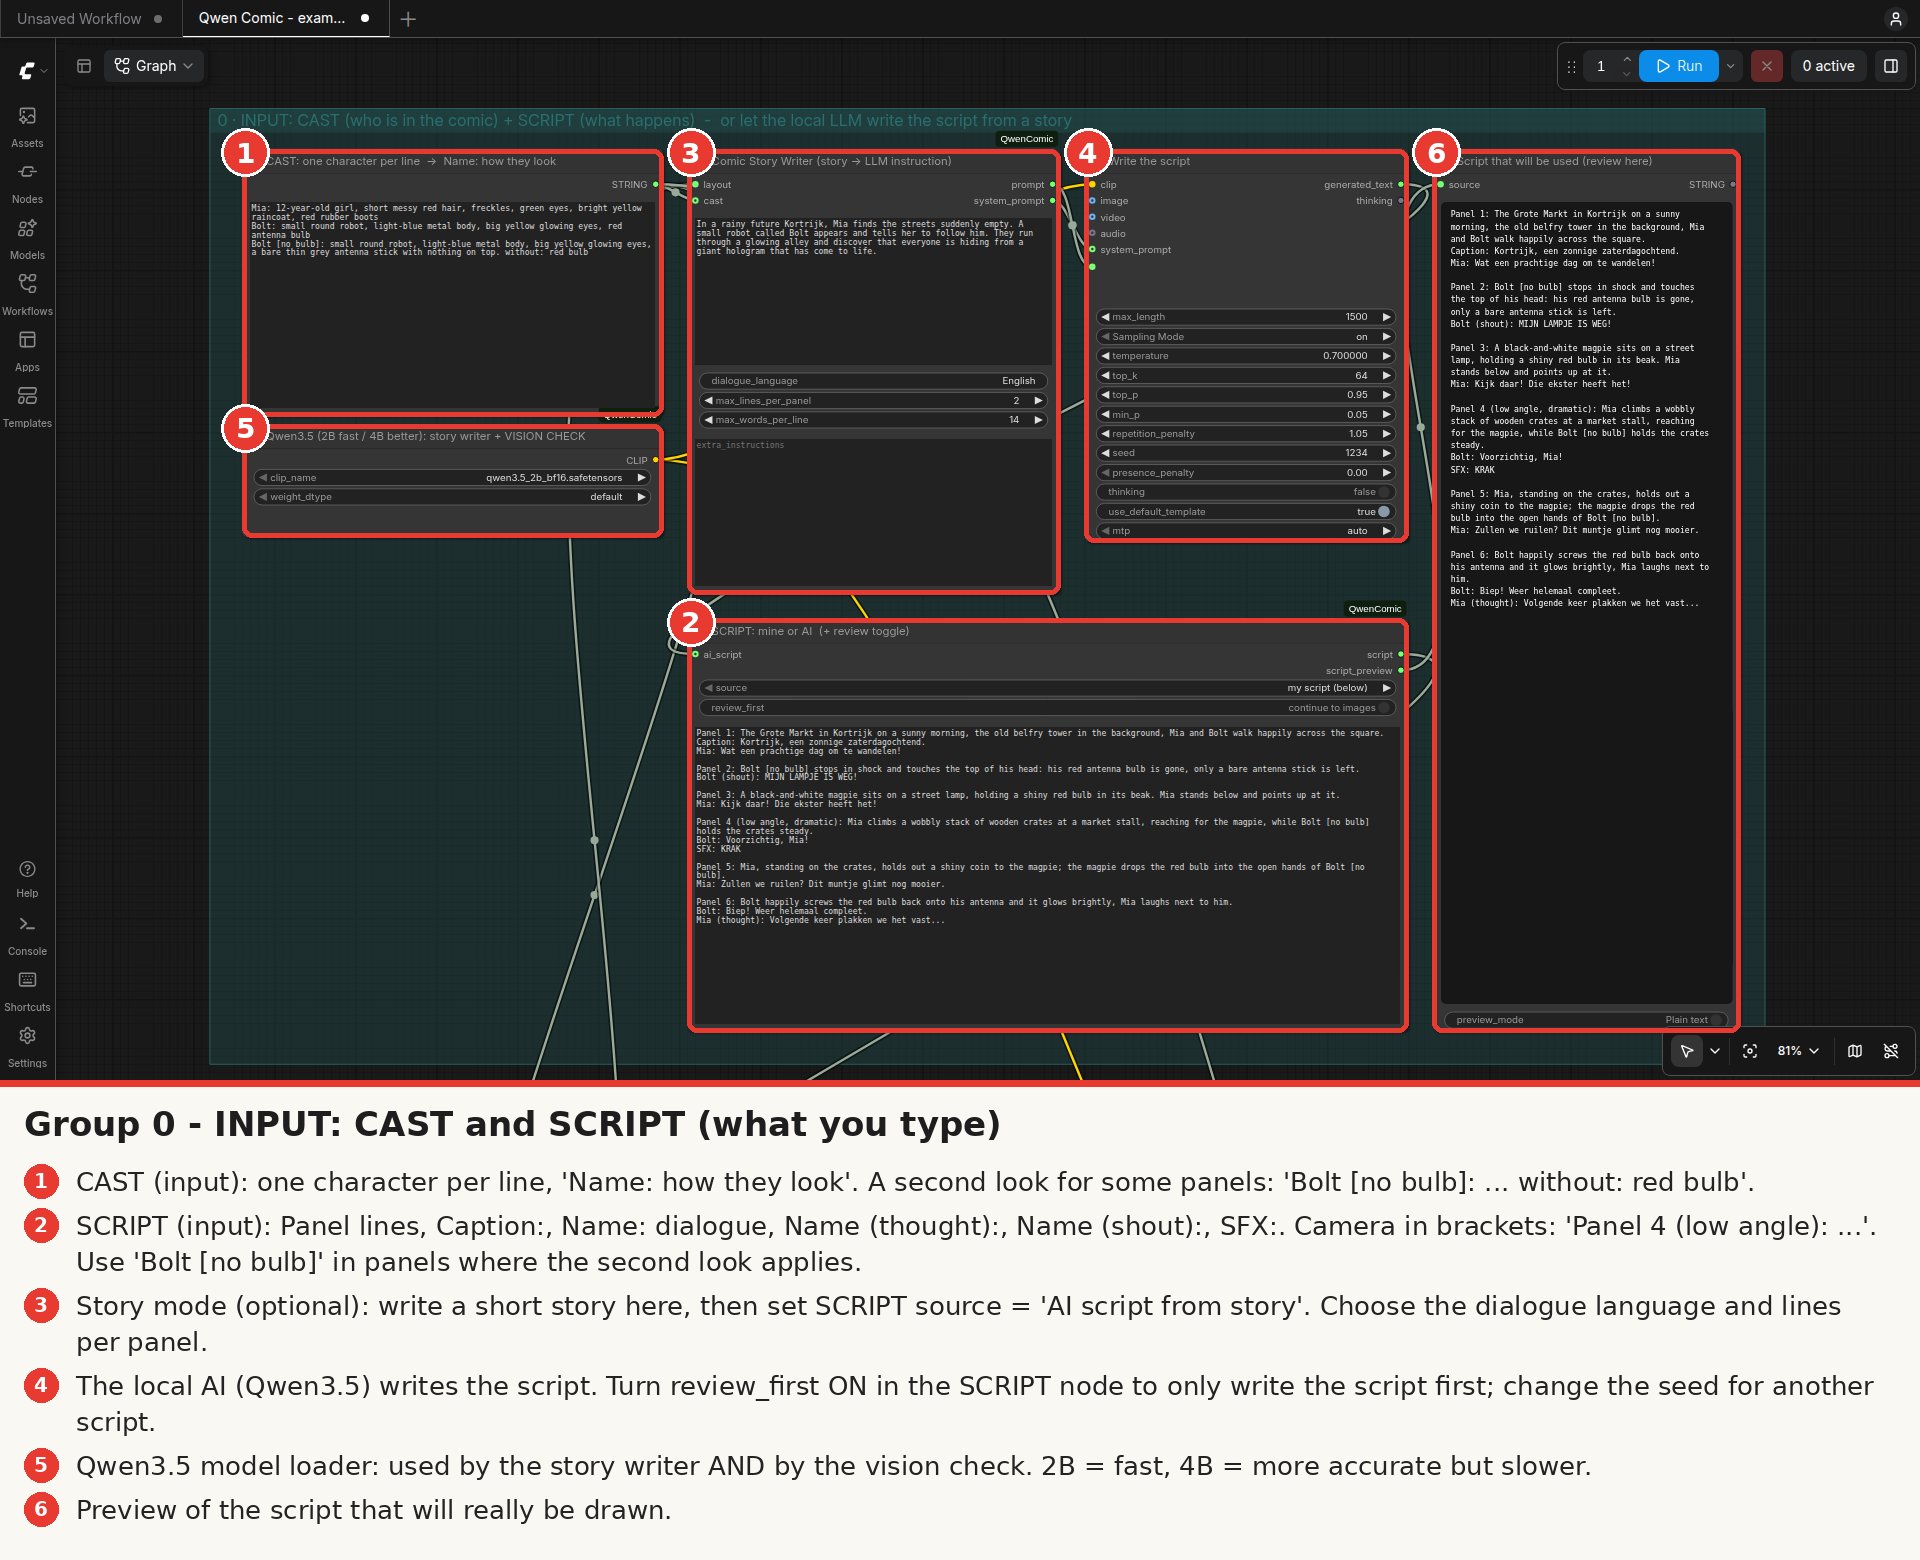 Unsaved Workflow
Qwen Comic - exam...
Graph
1
Run
0 active
Assets
Nodes
Models
Workflows
Apps
Templates
Help
Console
Shortcuts
Settings
0 · INPUT: CAST (who is in the comic) + SCRIPT (what happens) - or let the local LLM write the script from a story
1
CAST: one character per line → Name: how they look
STRING
Mia: 12-year-old girl, short messy red hair, freckles, green eyes, bright yellow
raincoat, red rubber boots
Bolt: small round robot, light-blue metal body, big yellow glowing eyes, red
antenna bulb
Bolt [no bulb]: small round robot, light-blue metal body, big yellow glowing eyes,
a bare thin grey antenna stick with nothing on top. without: red bulb
5
Qwen3.5 (2B fast / 4B better): story writer + VISION CHECK
CLIP
clip_name qwen3.5_2b_bf16.safetensors
weight_dtype default
QwenComic
3
Comic Story Writer (story → LLM instruction)
layout prompt
cast system_prompt
In a rainy future Kortrijk, Mia finds the streets suddenly empty. A
small robot called Bolt appears and tells her to follow him. They run
through a glowing alley and discover that everyone is hiding from a
giant hologram that has come to life.
dialogue_language English
max_lines_per_panel 2
max_words_per_line 14
extra_instructions
4
Write the script
clip generated_text
image thinking
video
audio
system_prompt
max_length 1500
Sampling Mode on
temperature 0.700000
top_k 64
top_p 0.95
min_p 0.05
repetition_penalty 1.05
seed 1234
presence_penalty 0.00
thinking false
use_default_template true
mtp auto
QwenComic
2
SCRIPT: mine or AI (+ review toggle)
ai_script script
script_preview
source my script (below)
review_first continue to images
Panel 1: The Grote Markt in Kortrijk on a sunny morning, the old belfry tower in the background, Mia and Bolt walk happily across the square.
Caption: Kortrijk, een zonnige zaterdagochtend.
Mia: Wat een prachtige dag om te wandelen!
Panel 2: Bolt [no bulb] stops in shock and touches the top of his head: his red antenna bulb is gone, only a bare antenna stick is left.
Bolt (shout): MIJN LAMPJE IS WEG!
Panel 3: A black-and-white magpie sits on a street lamp, holding a shiny red bulb in its beak. Mia stands below and points up at it.
Mia: Kijk daar! Die ekster heeft het!
Panel 4 (low angle, dramatic): Mia climbs a wobbly stack of wooden crates at a market stall, reaching for the magpie, while Bolt [no bulb]
holds the crates steady.
Bolt: Voorzichtig, Mia!
SFX: KRAK
Panel 5: Mia, standing on the crates, holds out a shiny coin to the magpie; the magpie drops the red bulb into the open hands of Bolt [no
bulb].
Mia: Zullen we ruilen? Dit muntje glimt nog mooier.
Panel 6: Bolt happily screws the red bulb back onto his antenna and it glows brightly, Mia laughs next to him.
Bolt: Biep! Weer helemaal compleet.
Mia (thought): Volgende keer plakken we het vast...
6
Script that will be used (review here)
source STRING
Panel 1: The Grote Markt in Kortrijk on a sunny
morning, the old belfry tower in the background, Mia
and Bolt walk happily across the square.
Caption: Kortrijk, een zonnige zaterdagochtend.
Mia: Wat een prachtige dag om te wandelen!
Panel 2: Bolt [no bulb] stops in shock and touches
the top of his head: his red antenna bulb is gone,
only a bare antenna stick is left.
Bolt (shout): MIJN LAMPJE IS WEG!
Panel 3: A black-and-white magpie sits on a street
lamp, holding a shiny red bulb in its beak. Mia
stands below and points up at it.
Mia: Kijk daar! Die ekster heeft het!
Panel 4 (low angle, dramatic): Mia climbs a wobbly
stack of wooden crates at a market stall, reaching
for the magpie, while Bolt [no bulb] holds the crates
steady.
Bolt: Voorzichtig, Mia!
SFX: KRAK
Panel 5: Mia, standing on the crates, holds out a
shiny coin to the magpie; the magpie drops the red
bulb into the open hands of Bolt [no bulb].
Mia: Zullen we ruilen? Dit muntje glimt nog mooier.
Panel 6: Bolt happily screws the red bulb back onto
his antenna and it glows brightly, Mia laughs next to
him.
Bolt: Biep! Weer helemaal compleet.
Mia (thought): Volgende keer plakken we het vast...
preview_mode Plain text
81%
Group 0 - INPUT: CAST and SCRIPT (what you type)
1 CAST (input): one character per line, 'Name: how they look'. A second look for some panels: 'Bolt [no bulb]: ... without: red bulb'.
2 SCRIPT (input): Panel lines, Caption:, Name: dialogue, Name (thought):, Name (shout):, SFX:. Camera in brackets: 'Panel 4 (low angle): ...'.
Use 'Bolt [no bulb]' in panels where the second look applies.
3 Story mode (optional): write a short story here, then set SCRIPT source = 'AI script from story'. Choose the dialogue language and lines
per panel.
4 The local AI (Qwen3.5) writes the script. Turn review_first ON in the SCRIPT node to only write the script first; change the seed for another
script.
5 Qwen3.5 model loader: used by the story writer AND by the vision check. 2B = fast, 4B = more accurate but slower.
6 Preview of the script that will really be drawn.